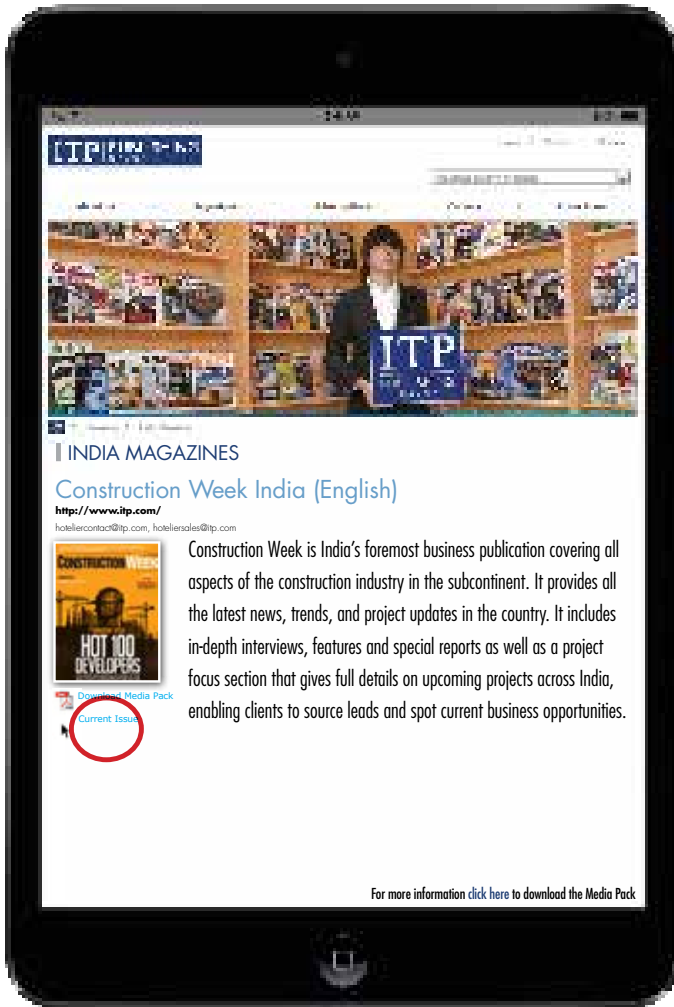 ITP
ITP
INDIA MAGAZINES
Construction Week India (English)
http://www.itp.com/
hoteliercontact@itp.com, hoteliersales@itp.com
CONSTRUCTION WEEK
HOT 100
DEVELOPERS
Construction Week is India's foremost business publication covering all
aspects of the construction industry in the subcontinent. It provides all
the latest news, trends, and project updates in the country. It includes
in-depth interviews, features and special reports as well as a project
focus section that gives full details on upcoming projects across India,
enabling clients to source leads and spot current business opportunities.
Download Media Pack
Current Issue
For more information click here to download the Media Pack